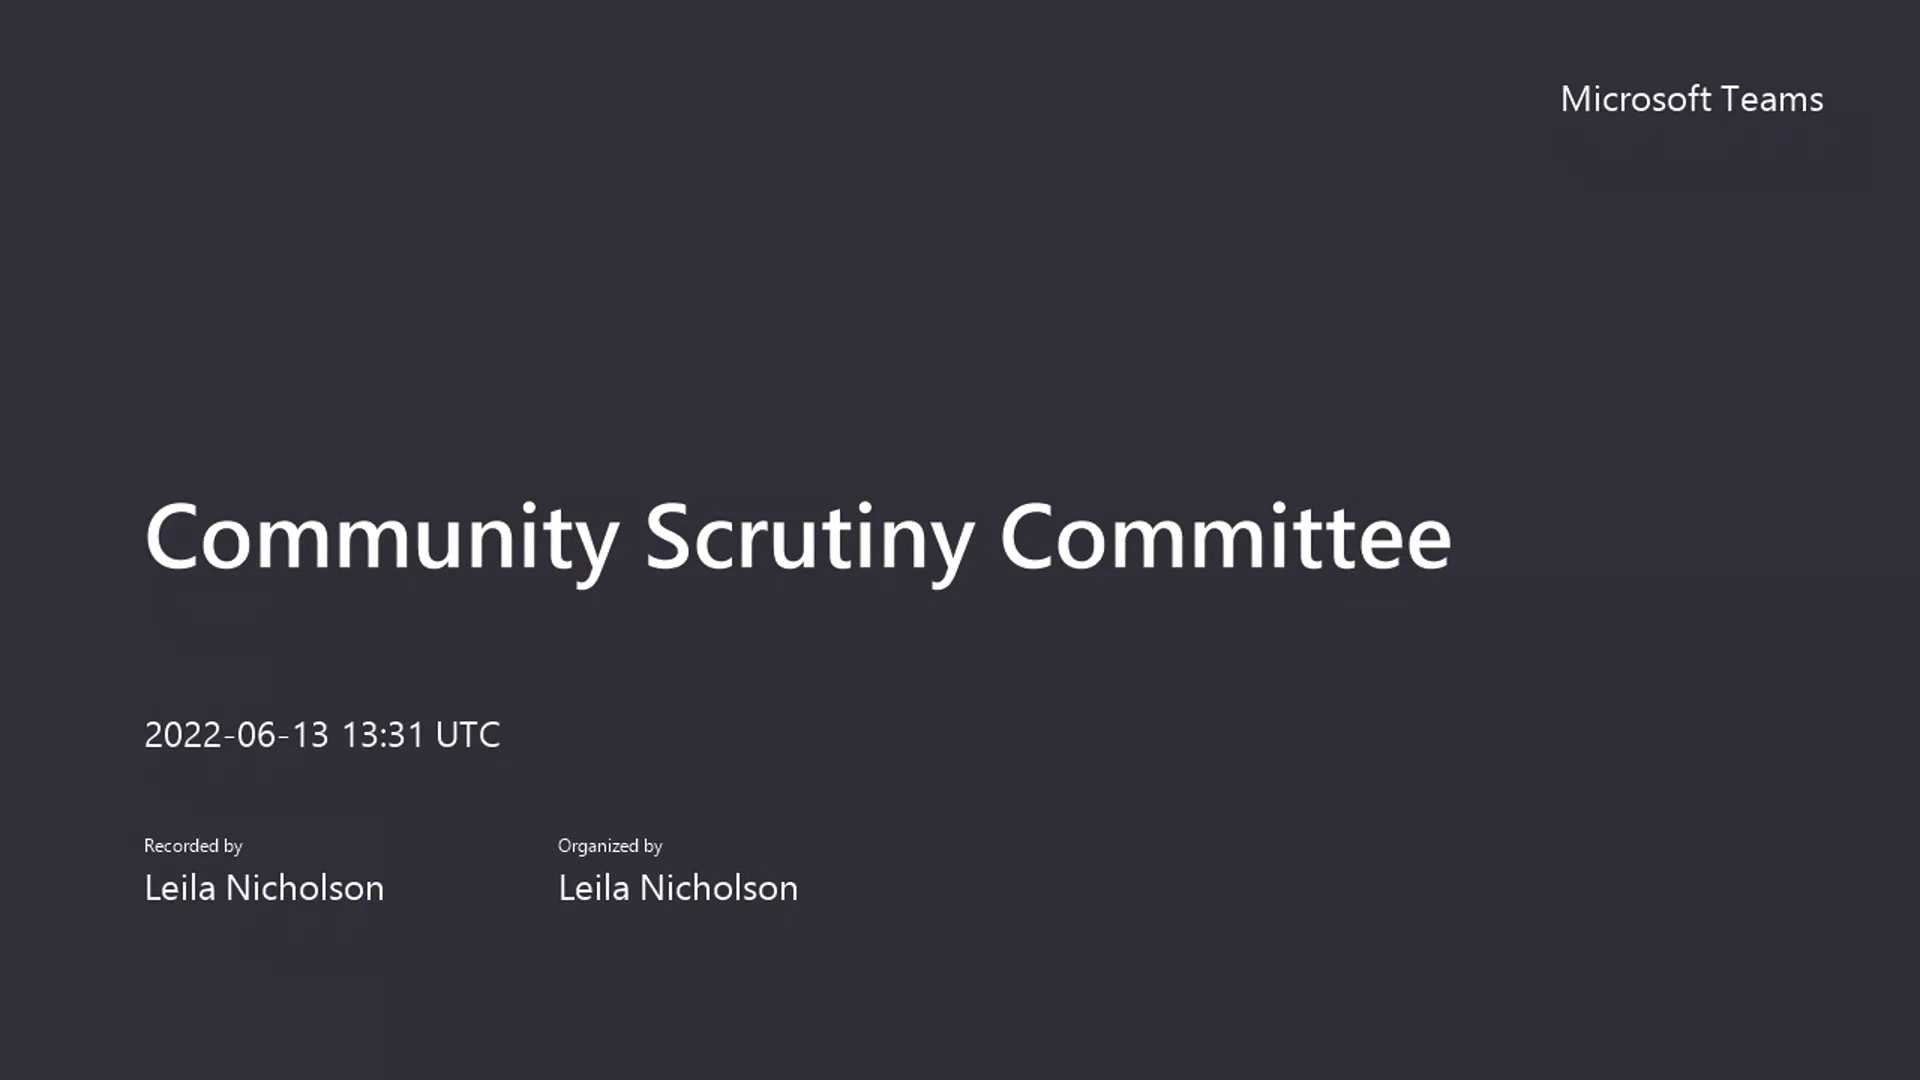 Microsoft Teams
Community Scrutiny Committee
2022-06-13 13:31 UTC
Recorded by
Leila Nicholson
Organized by
Leila Nicholson